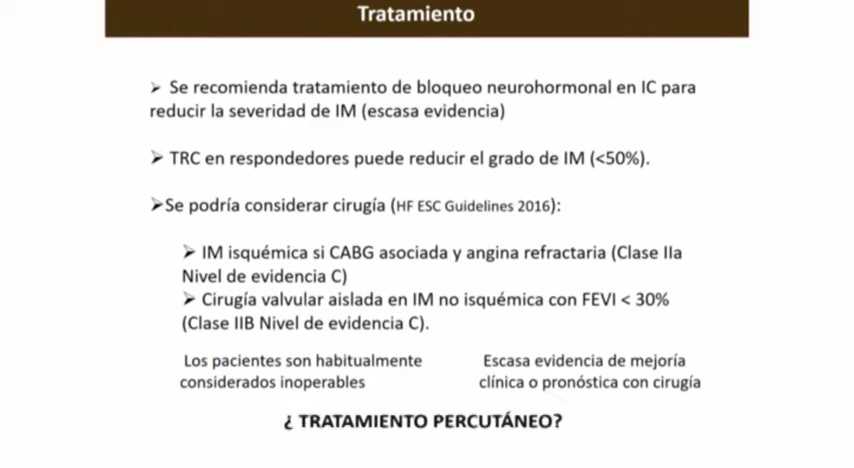 Tratamiento
➢ Se recomienda tratamiento de bloqueo neurohormonal en IC para
reducir la severidad de IM (escasa evidencia)
➢ TRC en respondedores puede reducir el grado de IM (<50%).
➢Se podría considerar cirugía (HF ESC Guidelines 2016):
➢ IM isquémica si CABG asociada y angina refractaria (Clase IIa
Nivel de evidencia C)
➢ Cirugía valvular aislada en IM no isquémica con FEVI < 30%
(Clase IIB Nivel de evidencia C).
Los pacientes son habitualmente
considerados inoperables
Escasa evidencia de mejoría
clínica o pronóstica con cirugía
¿ TRATAMIENTO PERCUTÁNEO?